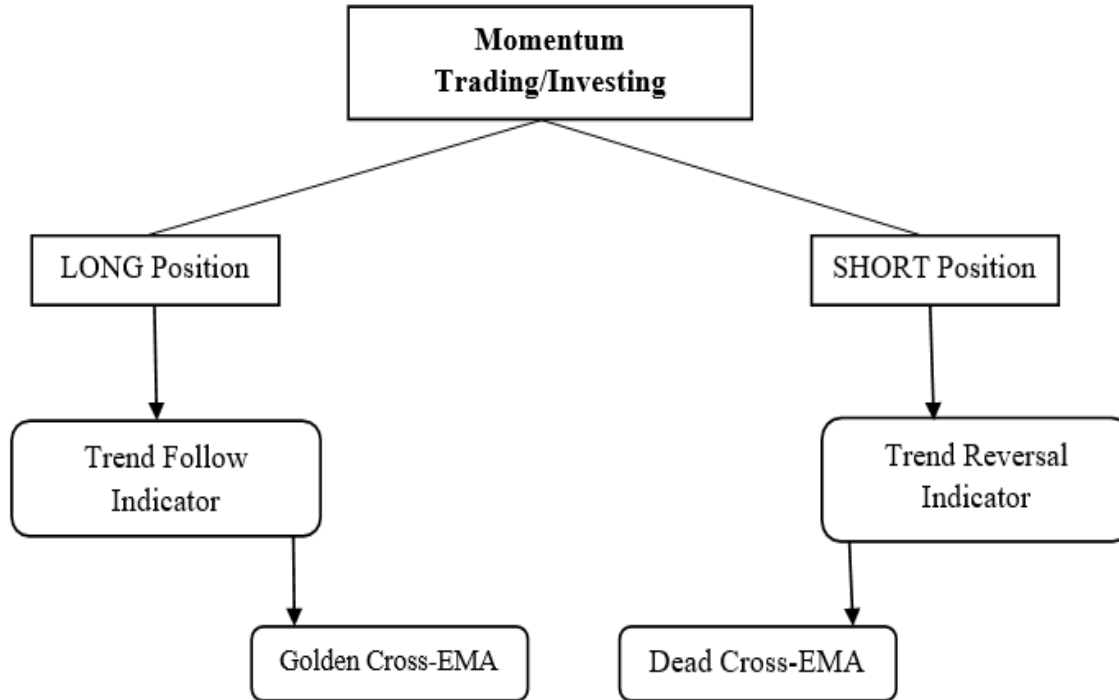 Momentum
Trading/Investing
LONG Position
SHORT Position
Trend Follow
Indicator
Trend Reversal
Indicator
Golden Cross-EMA
Dead Cross-EMA